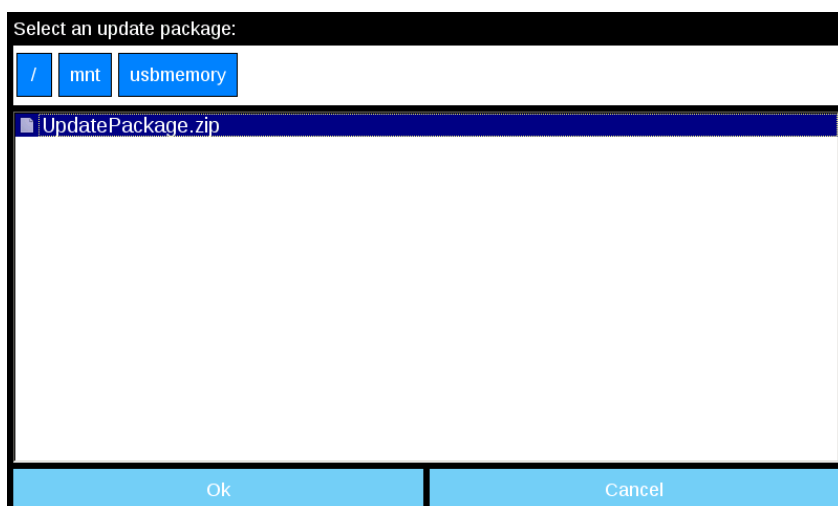 Select an update package:
/ mnt usbmemory
UpdatePackage.zip
Ok Cancel